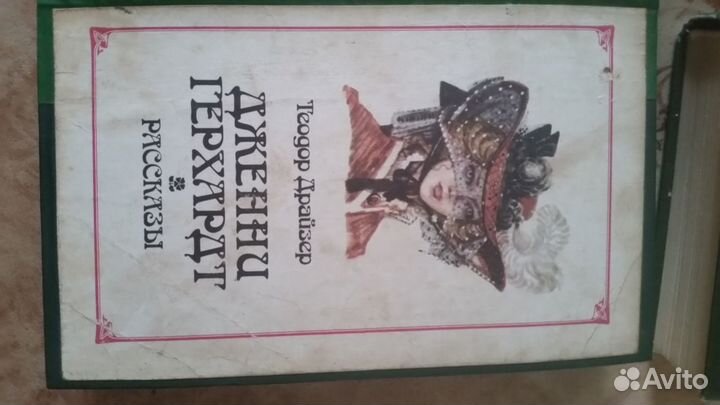 Теодор Драйзер
ДЖЕННИ
ГЕРХАРДТ
РАССКАЗЫ
Avito